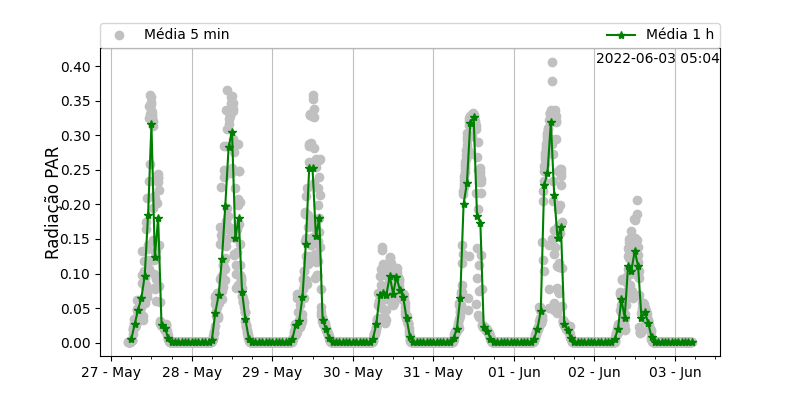 Média 5 min
Média 1 h
2022-06-03 05:04
Radiação PAR
0.40
0.35
0.30
0.25
0.20
0.15
0.10
0.05
0.00
27 - May
28 - May
29 - May
30 - May
31 - May
01 - Jun
02 - Jun
03 - Jun